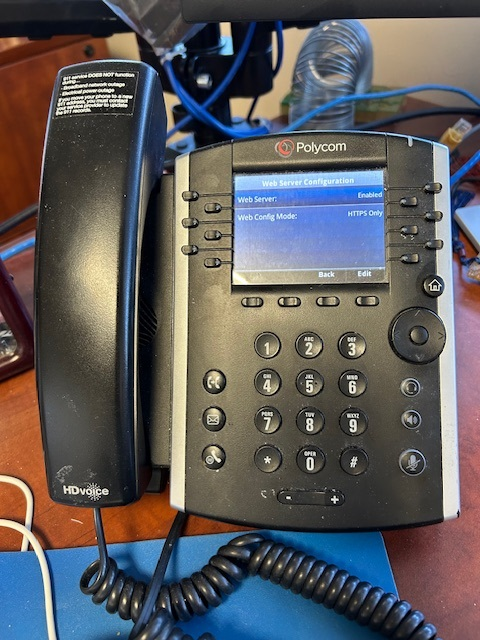 911 service DOES NOT function
during—
- Broadband network outage
- Electrical power outage
If you move your phone to a new
911 address, you must contact
your service provider to update
the 911 records.
Polycom
Web Server Configuration
Web Server: Enabled
Web Config Mode: HTTPS Only
Back Edit
1 ABC 2 DEF 3
GHI 4 JKL 5 MNO 6
PQRS 7 TUV 8 WXYZ 9
* OPER 0 #
- +
HDvoice